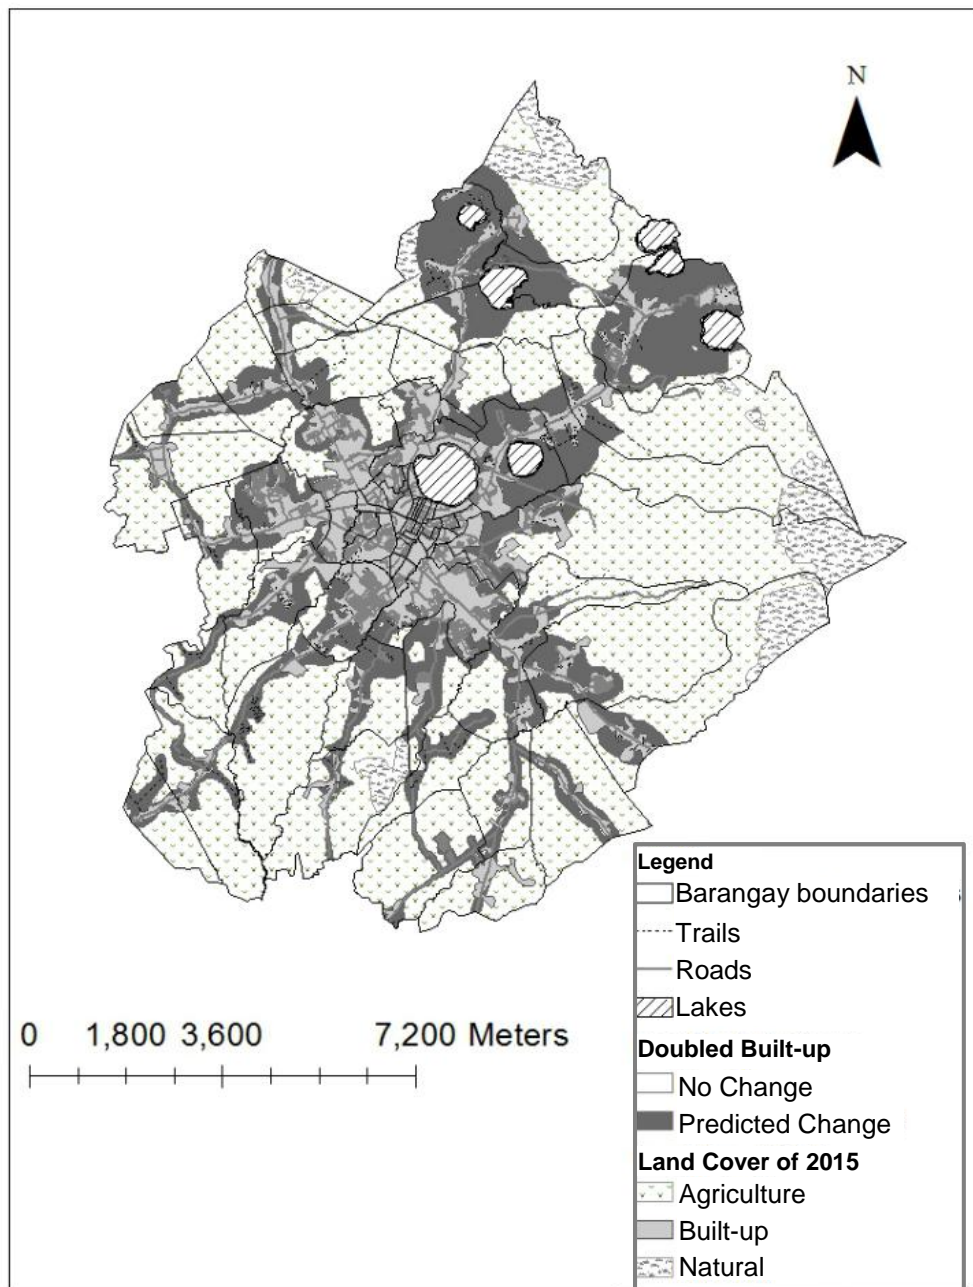 N
Legend
Barangay boundaries
Trails
Roads
Lakes
0 1,800 3,600 7,200 Meters
Doubled Built-up
No Change
Predicted Change
Land Cover of 2015
Agriculture
Built-up
Natural